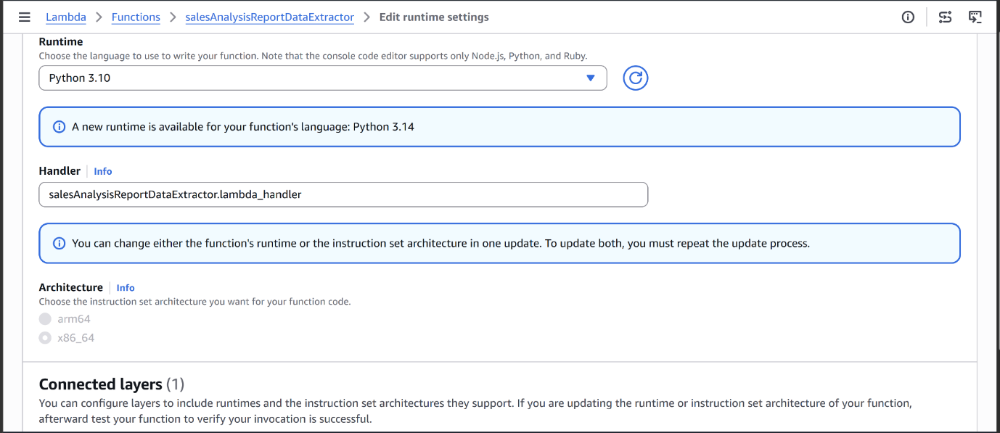 Lambda > Functions > salesAnalysisReportDataExtractor > Edit runtime settings
Runtime
Choose the language to use to write your function. Note that the console code editor supports only Node.js, Python, and Ruby.
Python 3.10
A new runtime is available for your function's language: Python 3.14
Handler | Info
salesAnalysisReportDataExtractor.lambda_handler
You can change either the function's runtime or the instruction set architecture in one update. To update both, you must repeat the update process.
Architecture | Info
Choose the instruction set architecture you want for your function code.
arm64
x86_64
Connected layers (1)
You can configure layers to include runtimes and the instruction set architectures they support. If you are updating the runtime or instruction set architecture of your function,
afterward test your function to verify your invocation is successful.